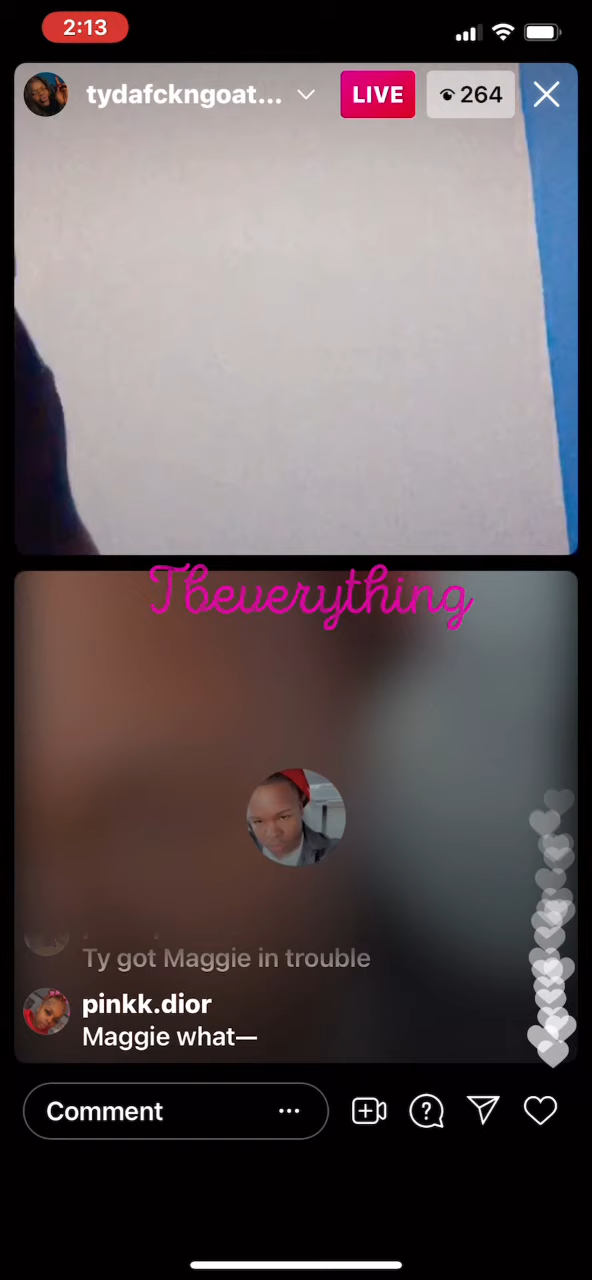 2:13
tydafckngoat...
LIVE
264
Tbeverything
Ty got Maggie in trouble
pinkk.dior
Maggie what—
Comment